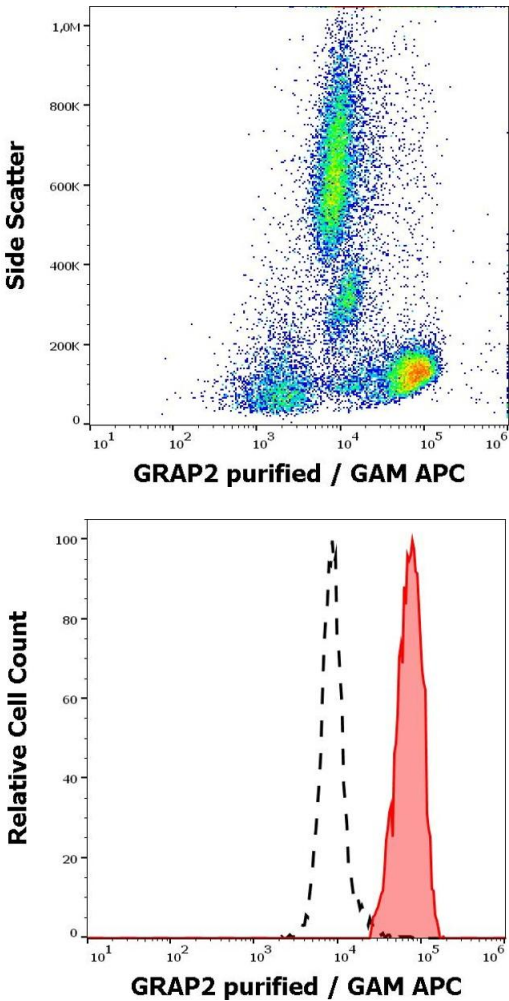 1,0M
800K
600K
400K
200K
0
Side Scatter
10¹ 10² 10³ 10⁴ 10⁵ 10⁶
GRAP2 purified / GAM APC
100
80
60
40
20
0
Relative Cell Count
10¹ 10² 10³ 10⁴ 10⁵ 10⁶
GRAP2 purified / GAM APC